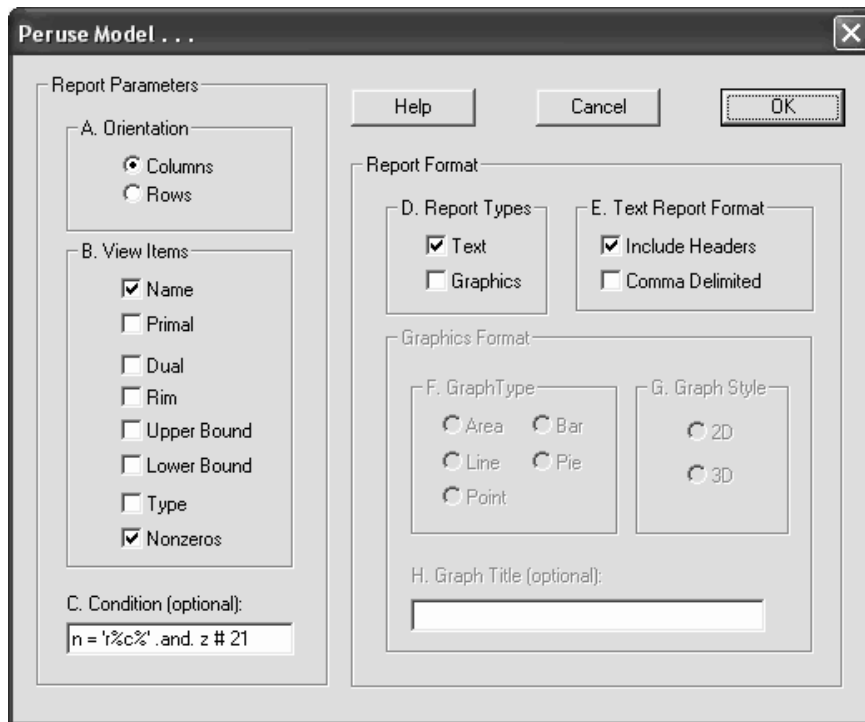 Peruse Model . . .
Report Parameters
A. Orientation
Columns
Rows
B. View Items
Name
Primal
Dual
Rim
Upper Bound
Lower Bound
Type
Nonzeros
C. Condition (optional):
n = 'r%c%' .and. z # 21
Help
Cancel
OK
Report Format
D. Report Types
Text
Graphics
E. Text Report Format
Include Headers
Comma Delimited
Graphics Format
F. GraphType
Area
Bar
Line
Pie
Point
G. Graph Style
2D
3D
H. Graph Title (optional):